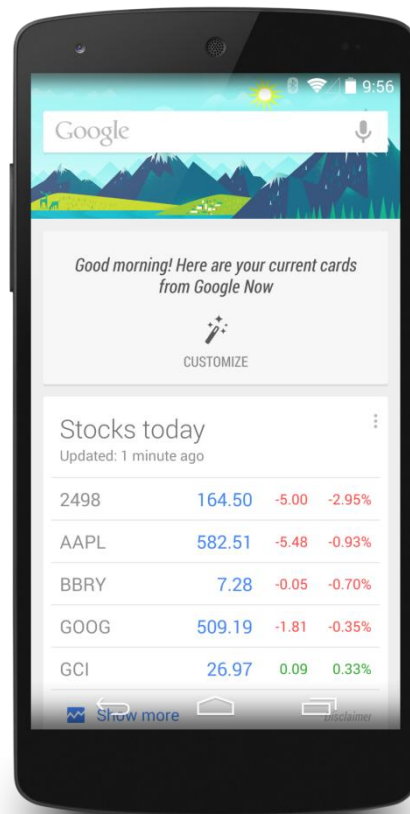 9:56
Google
Good morning! Here are your current cards
from Google Now
CUSTOMIZE
Stocks today
Updated: 1 minute ago
2498 164.50 -5.00 -2.95%
AAPL 582.51 -5.48 -0.93%
BBRY 7.28 -0.05 -0.70%
GOOG 509.19 -1.81 -0.35%
GCI 26.97 0.09 0.33%
Show more Disclaimer